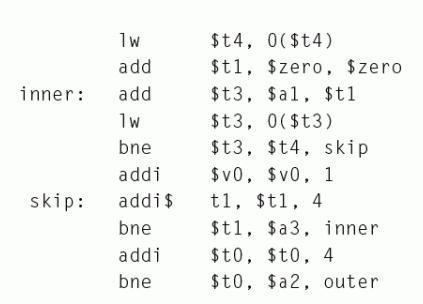 lw $t4, 0($t4)
add $t1, $zero, $zero
inner: add $t3, $a1, $t1
lw $t3, 0($t3)
bne $t3, $t4, skip
addi $v0, $v0, 1
skip: addi$ t1, $t1, 4
bne $t1, $a3, inner
addi $t0, $t0, 4
bne $t0, $a2, outer